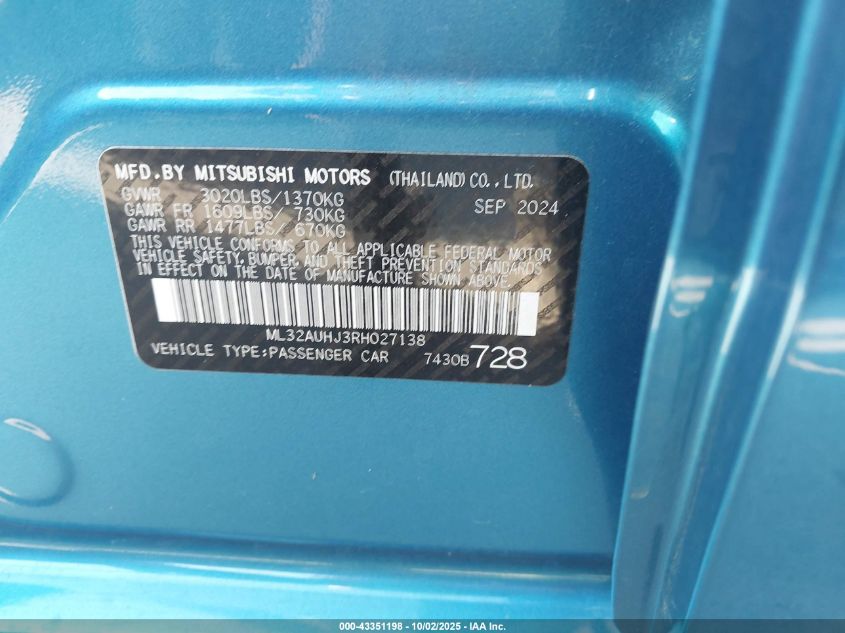 MFD.BY MITSUBISHI MOTORS (THAILAND) CO., LTD.
GVWR 3020LBS/1370KG SEP 2024
GAWR FR 1609LBS/ 730KG
GAWR RR 1477LBS/ 670KG
THIS VEHICLE CONFORMS TO ALL APPLICABLE FEDERAL MOTOR
VEHICLE SAFETY, BUMPER, AND THEFT PREVENTION STANDARDS
IN EFFECT ON THE DATE OF MANUFACTURE SHOWN ABOVE.
ML32AUHJ3RH027138
VEHICLE TYPE:PASSENGER CAR 7430B 728
000-43351198 - 10/02/2025 - IAA Inc.